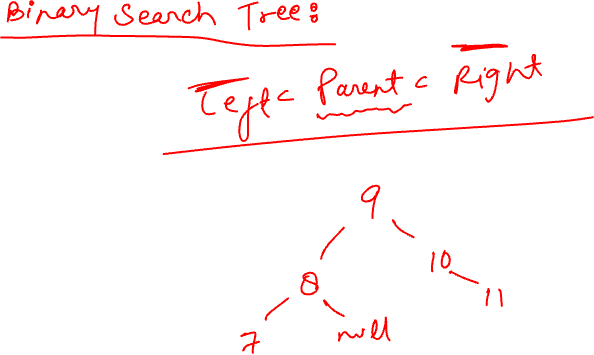 Binary Search Tree:
Left < Parent < Right
9
8 10
7 null 11